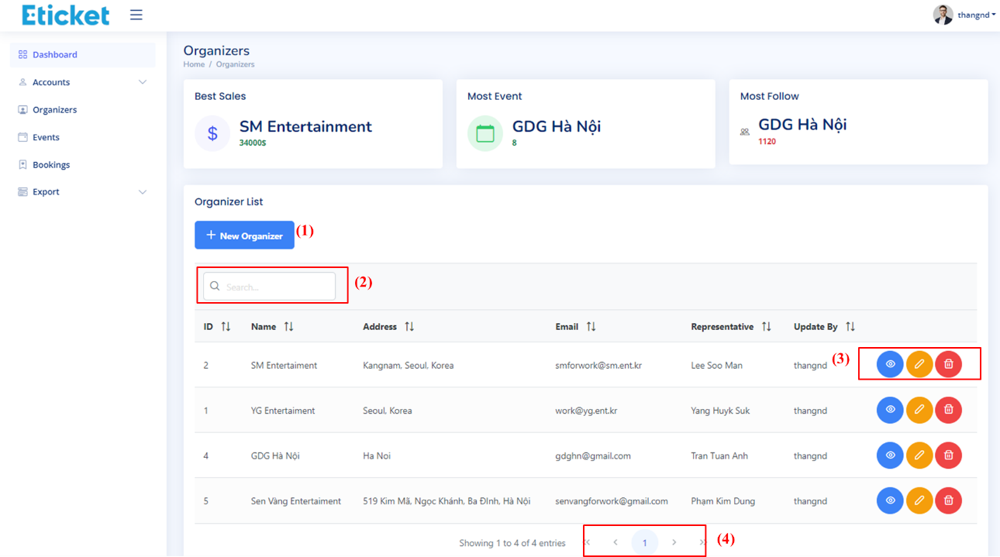 Eticket
thangnd
Dashboard
Accounts
Organizers
Events
Bookings
Export
Organizers
Home / Organizers
Best Sales
$ SM Entertainment
34000$
Most Event
GDG Hà Nội
8
Most Follow
GDG Hà Nội
1120
Organizer List
+ New Organizer (1)
Search... (2)
ID Name Address Email Representative Update By
2 SM Entertaiment Kangnam, Seoul, Korea smforwork@sm.ent.kr Lee Soo Man thangnd (3)
1 YG Entertaiment Seoul, Korea work@yg.ent.kr Yang Huyk Suk thangnd
4 GDG Hà Nội Ha Noi gdghn@gmail.com Tran Tuan Anh thangnd
5 Sen Vàng Entertaiment 519 Kim Mã, Ngọc Khánh, Ba Đình, Hà Nội senvangforwork@gmail.com Phạm Kim Dung thangnd
Showing 1 to 4 of 4 entries « ‹ 1 › » (4)